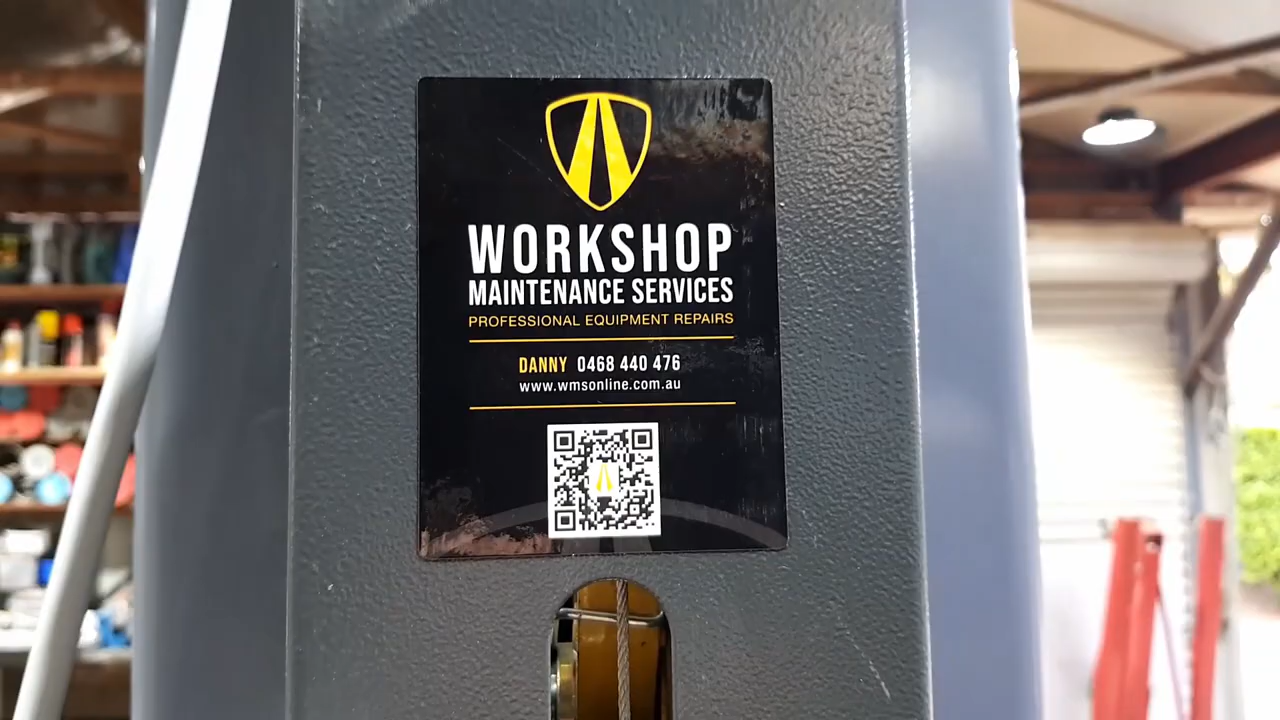 WORKSHOP
MAINTENANCE SERVICES
PROFESSIONAL EQUIPMENT REPAIRS
DANNY 0468 440 476
www.wmsonline.com.au